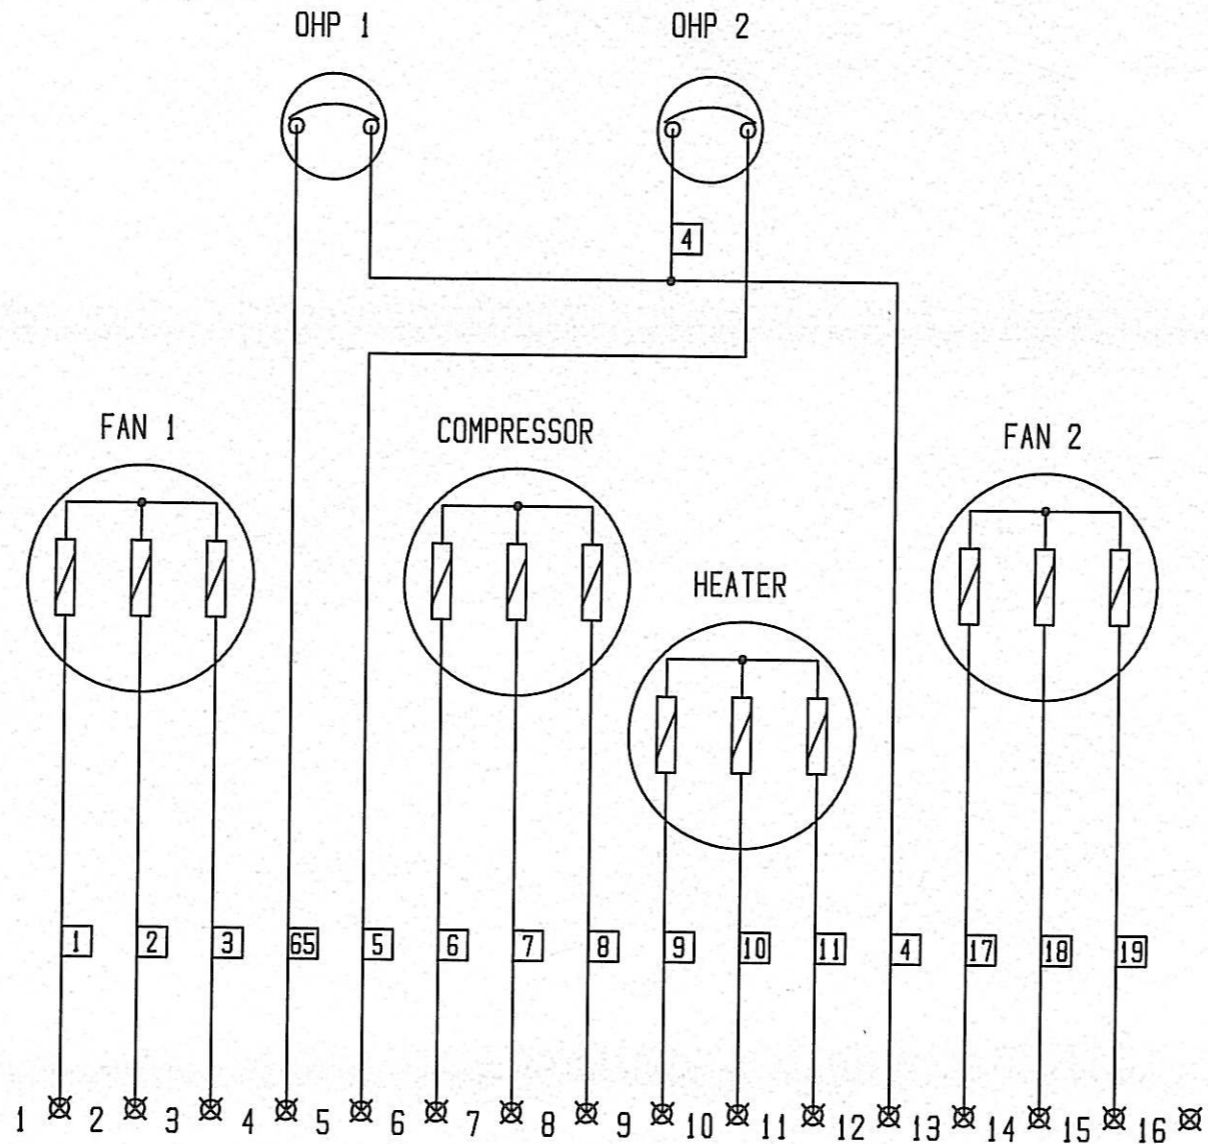 OHP 1 OHP 2
4
FAN 1 COMPRESSOR FAN 2
HEATER
1 2 3 65 5 6 7 8 9 10 11 4 17 18 19
1 2 3 4 5 6 7 8 9 10 11 12 13 14 15 16